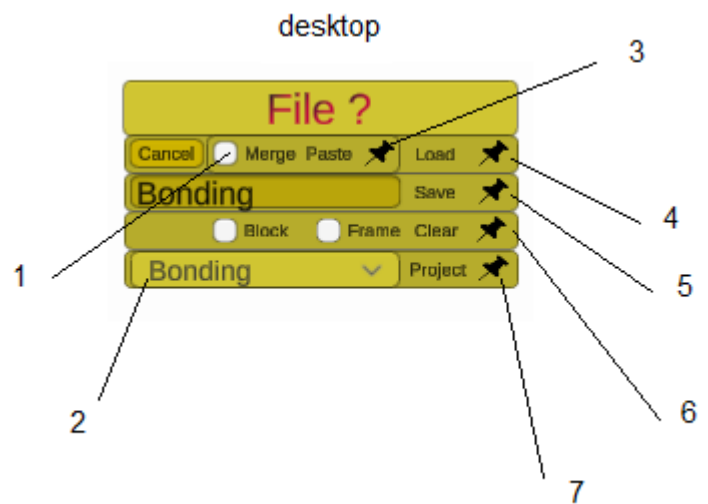 desktop
3
File ?
Cancel Merge Paste Load
4
Bonding Save
5
1
Block Frame Clear
6
Bonding Project
2
7